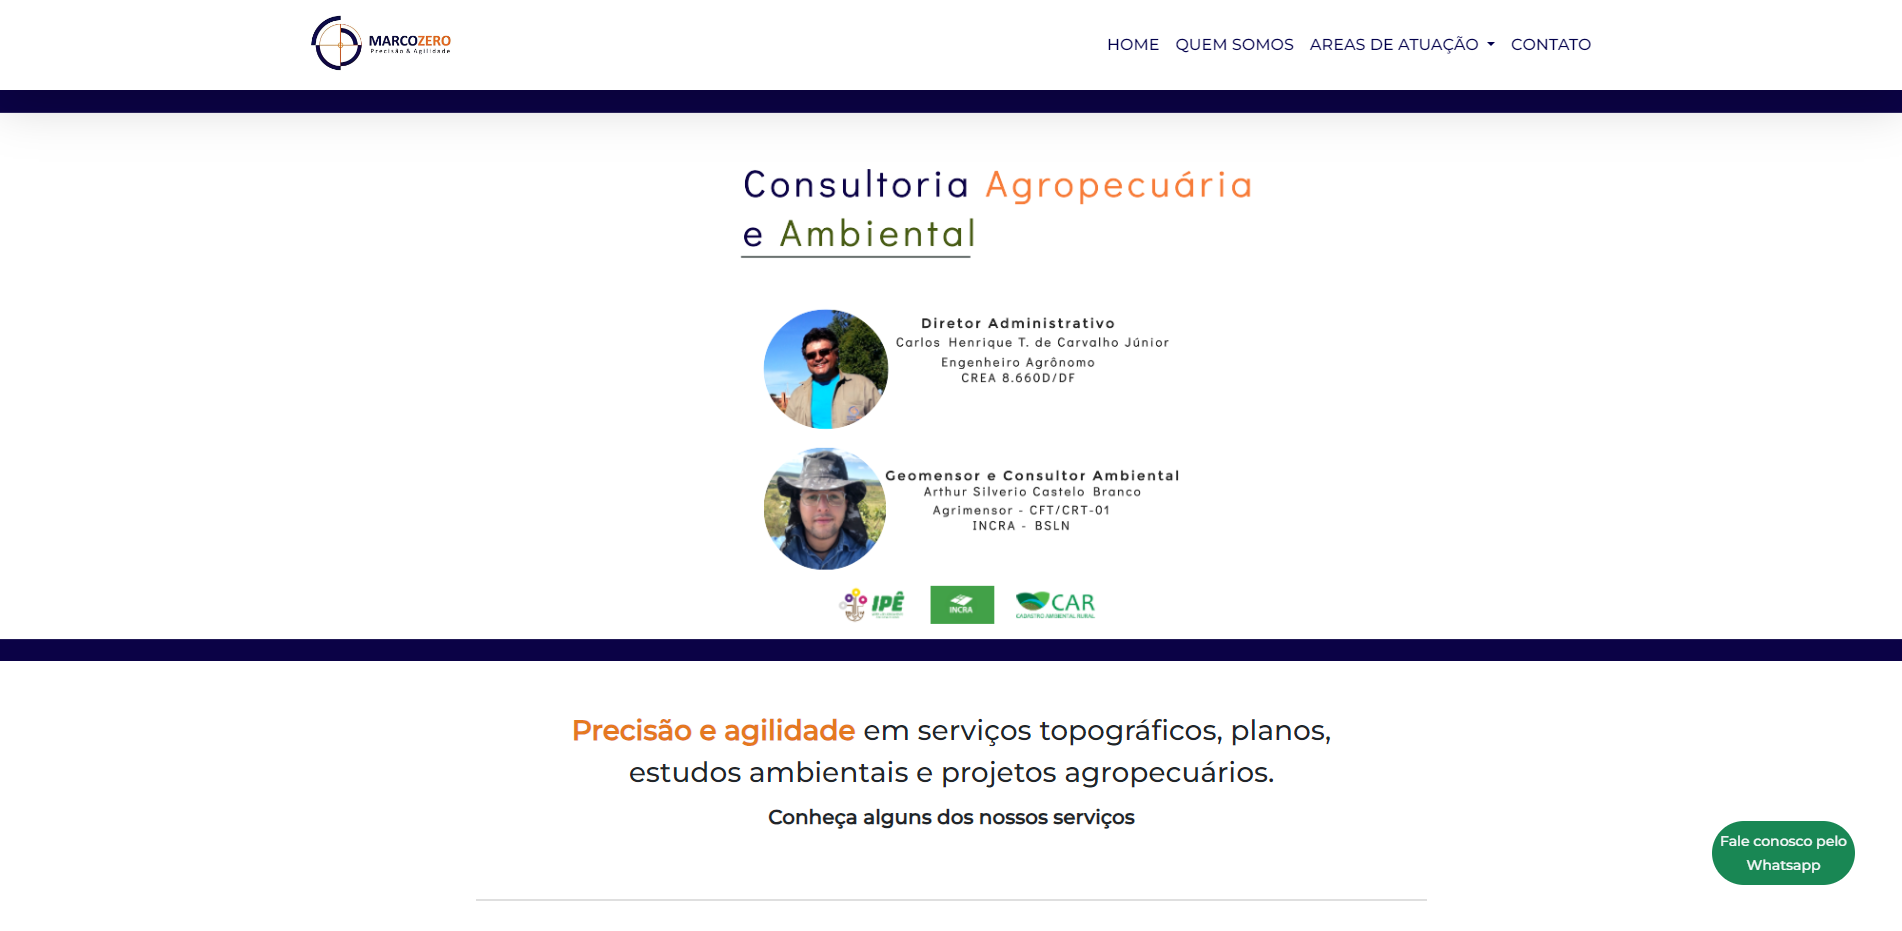 MARCOZERO
Precisão & Agilidade
HOME QUEM SOMOS AREAS DE ATUAÇÃO CONTATO
Consultoria Agropecuária
e Ambiental
Diretor Administrativo
Carlos Henrique T. de Carvalho Júnior
Engenheiro Agrônomo
CREA 8.660D/DF
Geomensor e Consultor Ambiental
Arthur Silverio Castelo Branco
Agrimensor - CFT/CRT-01
INCRA - BSLN
IPÊ
INCRA
CAR
CADASTRO AMBIENTAL RURAL
Precisão e agilidade em serviços topográficos, planos,
estudos ambientais e projetos agropecuários.
Conheça alguns dos nossos serviços
Fale conosco pelo
Whatsapp